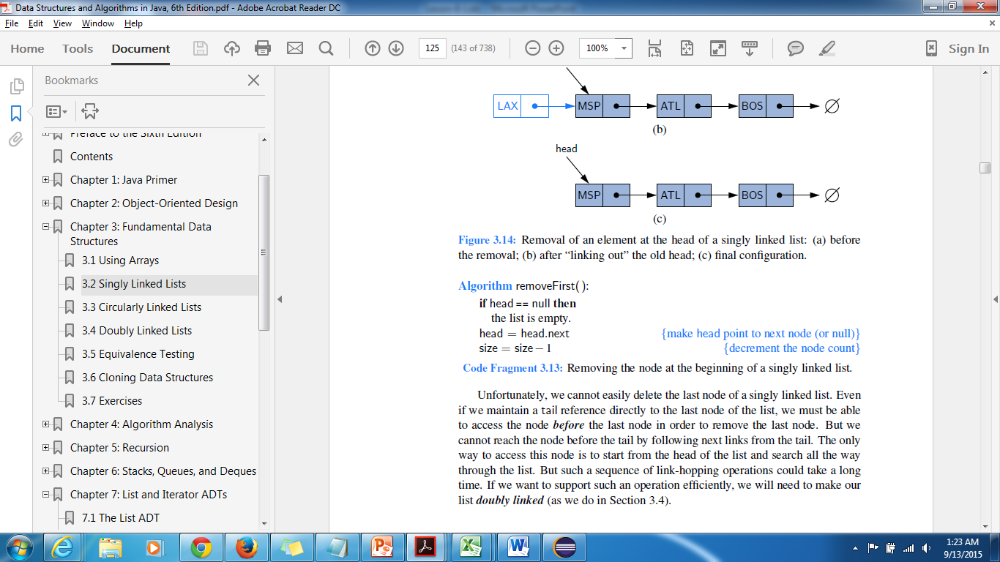 Data Structures and Algorithms in Java, 6th Edition.pdf - Adobe Acrobat Reader DC
File Edit View Window Help
Home Tools Document 125 (143 of 738) 100% Sign In
Bookmarks
Preface to the Sixth Edition
Contents
Chapter 1: Java Primer
Chapter 2: Object-Oriented Design
Chapter 3: Fundamental Data
Structures
3.1 Using Arrays
3.2 Singly Linked Lists
3.3 Circularly Linked Lists
3.4 Doubly Linked Lists
3.5 Equivalence Testing
3.6 Cloning Data Structures
3.7 Exercises
Chapter 4: Algorithm Analysis
Chapter 5: Recursion
Chapter 6: Stacks, Queues, and Deques
Chapter 7: List and Iterator ADTs
7.1 The List ADT
LAX MSP ATL BOS ∅
(b)
head
MSP ATL BOS ∅
(c)
Figure 3.14: Removal of an element at the head of a singly linked list: (a) before
the removal; (b) after “linking out” the old head; (c) final configuration.
Algorithm removeFirst( ):
if head == null then
the list is empty.
head = head.next {make head point to next node (or null)}
size = size − 1 {decrement the node count}
Code Fragment 3.13: Removing the node at the beginning of a singly linked list.
Unfortunately, we cannot easily delete the last node of a singly linked list. Even
if we maintain a tail reference directly to the last node of the list, we must be able
to access the node before the last node in order to remove the last node. But we
cannot reach the node before the tail by following next links from the tail. The only
way to access this node is to start from the head of the list and search all the way
through the list. But such a sequence of link-hopping operations could take a long
time. If we want to support such an operation efficiently, we will need to make our
list doubly linked (as we do in Section 3.4).
1:23 AM
9/13/2015